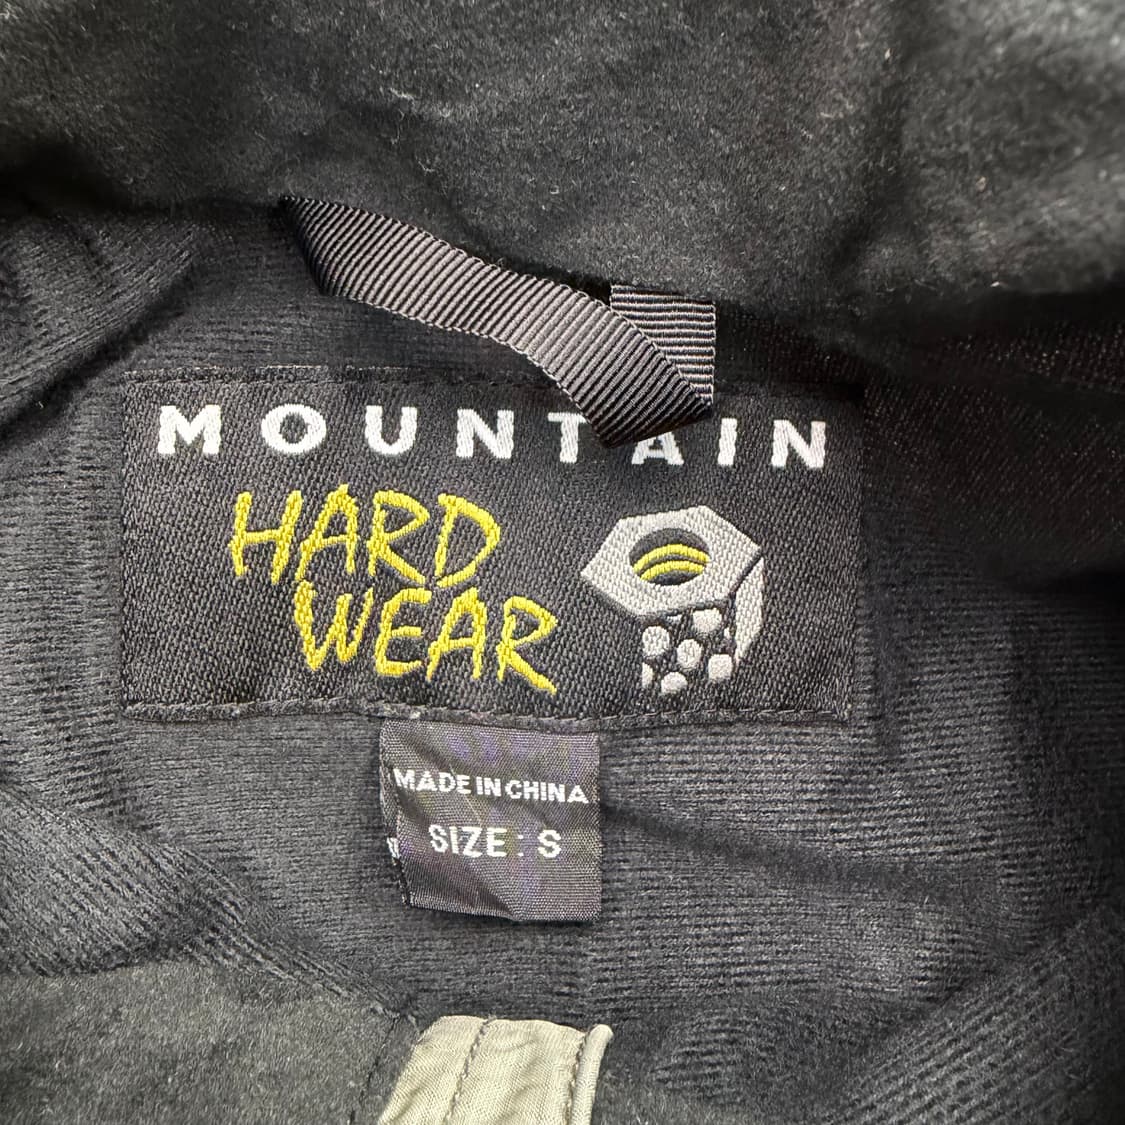 MOUNTAIN
HARD
WEAR
MADE IN CHINA
SIZE : S